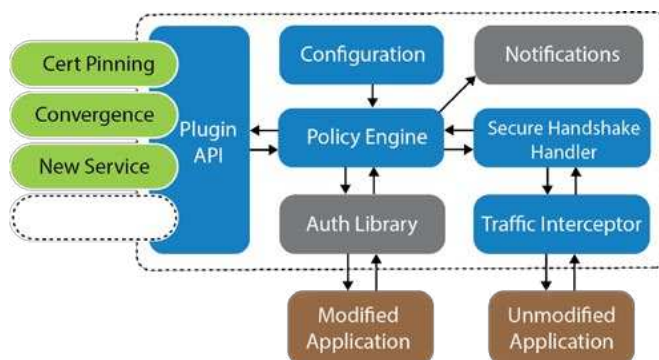 Cert Pinning
Convergence
New Service
Plugin
API
Configuration
Notifications
Policy Engine
Secure Handshake
Handler
Auth Library
Traffic Interceptor
Modified
Application
Unmodified
Application